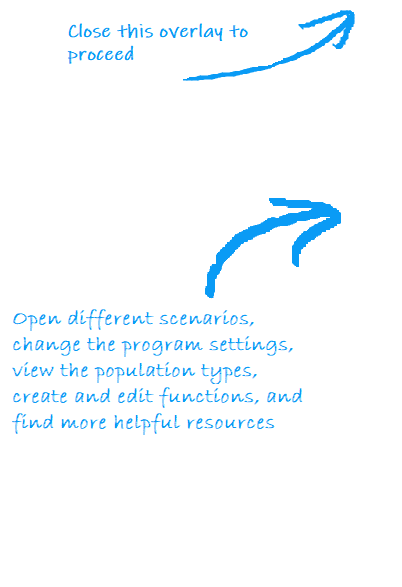 Close this overlay to
proceed
Open different scenarios,
change the program settings,
view the population types,
create and edit functions, and
find more helpful resources